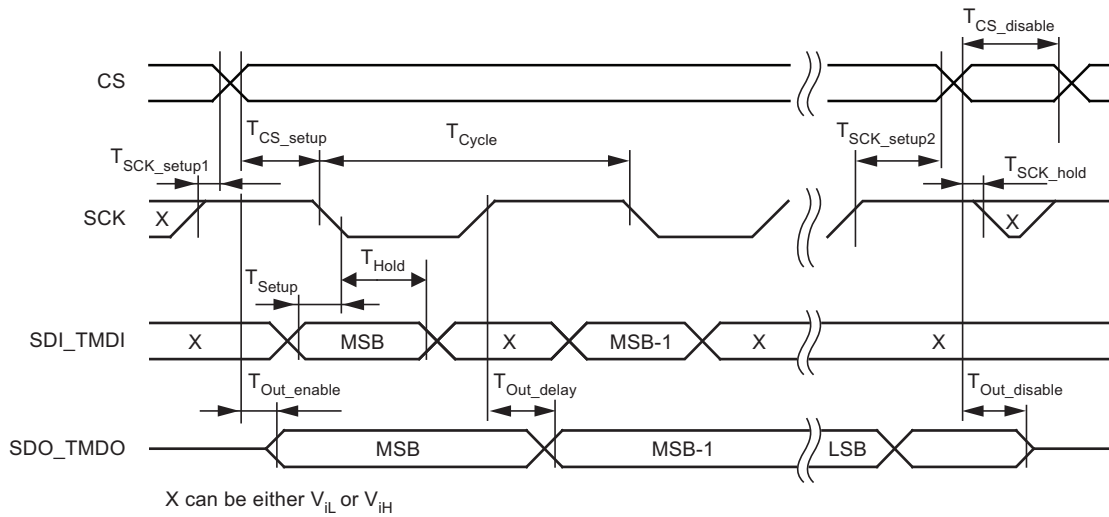 T_CS_disable
CS
T_CS_setup
T_Cycle
T_SCK_setup2
T_SCK_setup1
T_SCK_hold
SCK
X
X
T_Hold
T_Setup
SDI_TMDI
X
MSB
X
MSB-1
X
X
T_Out_enable
T_Out_delay
T_Out_disable
SDO_TMDO
MSB
MSB-1
LSB
X can be either V_iL or V_iH